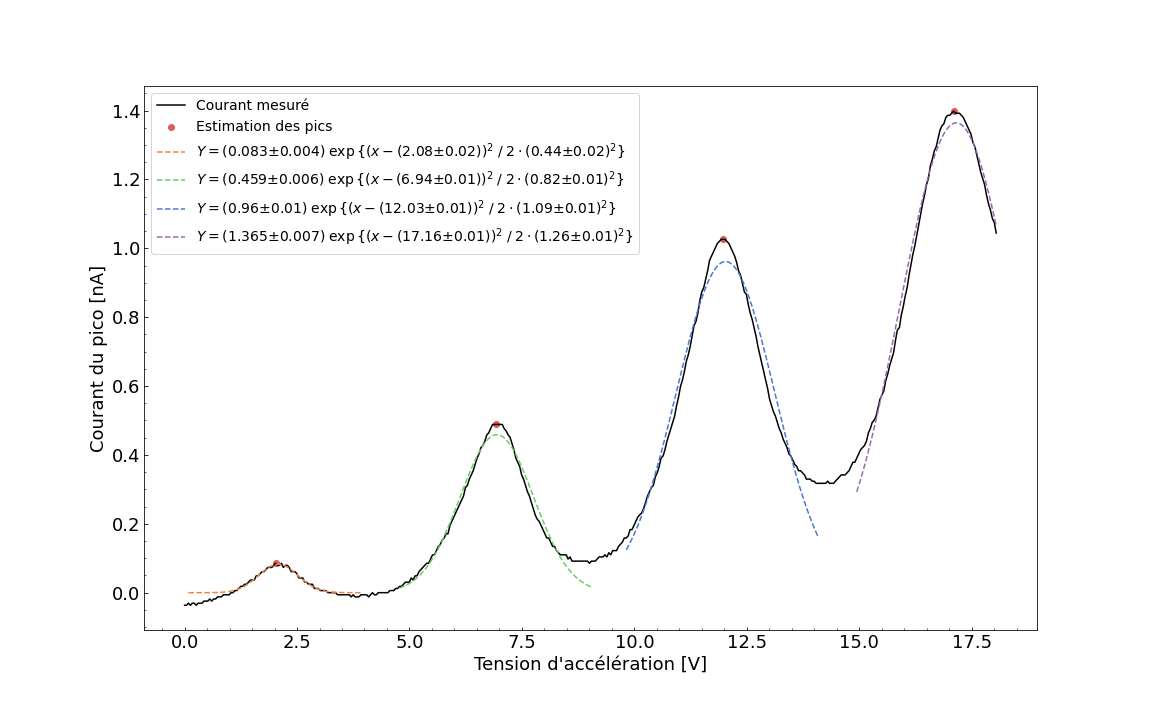 Courant mesuré
Estimation des pics
Y = (0.083±0.004) exp {(x − (2.08±0.02))² / 2 · (0.44±0.02)²}
Y = (0.459±0.006) exp {(x − (6.94±0.01))² / 2 · (0.82±0.01)²}
Y = (0.96±0.01) exp {(x − (12.03±0.01))² / 2 · (1.09±0.01)²}
Y = (1.365±0.007) exp {(x − (17.16±0.01))² / 2 · (1.26±0.01)²}
Courant du pico [nA]
1.4
1.2
1.0
0.8
0.6
0.4
0.2
0.0
0.0 2.5 5.0 7.5 10.0 12.5 15.0 17.5
Tension d'accélération [V]